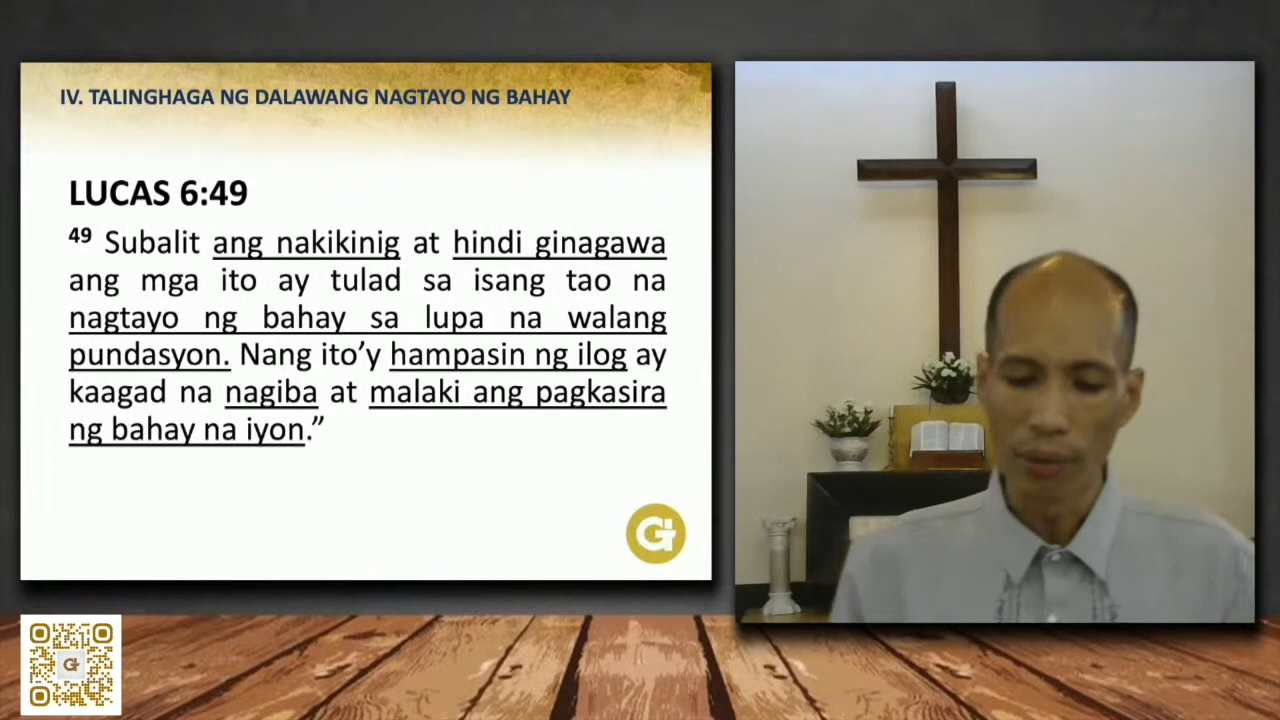 IV. TALINGHAGA NG DALAWANG NAGTAYO NG BAHAY
LUCAS 6:49
49 Subalit ang nakikinig at hindi ginagawa
ang mga ito ay tulad sa isang tao na
nagtayo ng bahay sa lupa na walang
pundasyon. Nang ito’y hampasin ng ilog ay
kaagad na nagiba at malaki ang pagkasira
ng bahay na iyon.”